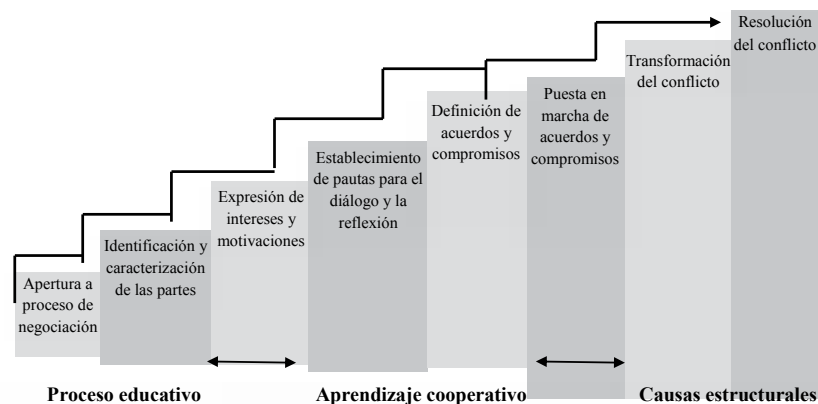 Apertura a
proceso de
negociación
Identificación y
caracterización
de las partes
Expresión de
intereses y
motivaciones
Establecimiento
de pautas para el
diálogo y la
reflexión
Definición de
acuerdos y
compromisos
Puesta en
marcha de
acuerdos y
compromisos
Transformación
del conflicto
Resolución
del conflicto
Proceso educativo
Aprendizaje cooperativo
Causas estructurales